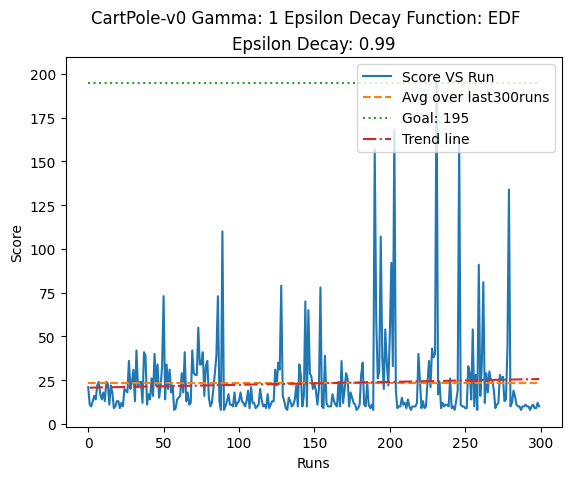 CartPole-v0 Gamma: 1 Epsilon Decay Function: EDF
Epsilon Decay: 0.99
Score VS Run
Avg over last300runs
Goal: 195
Trend line
200
175
150
125
100
75
50
25
0
Score
0 50 100 150 200 250 300
Runs